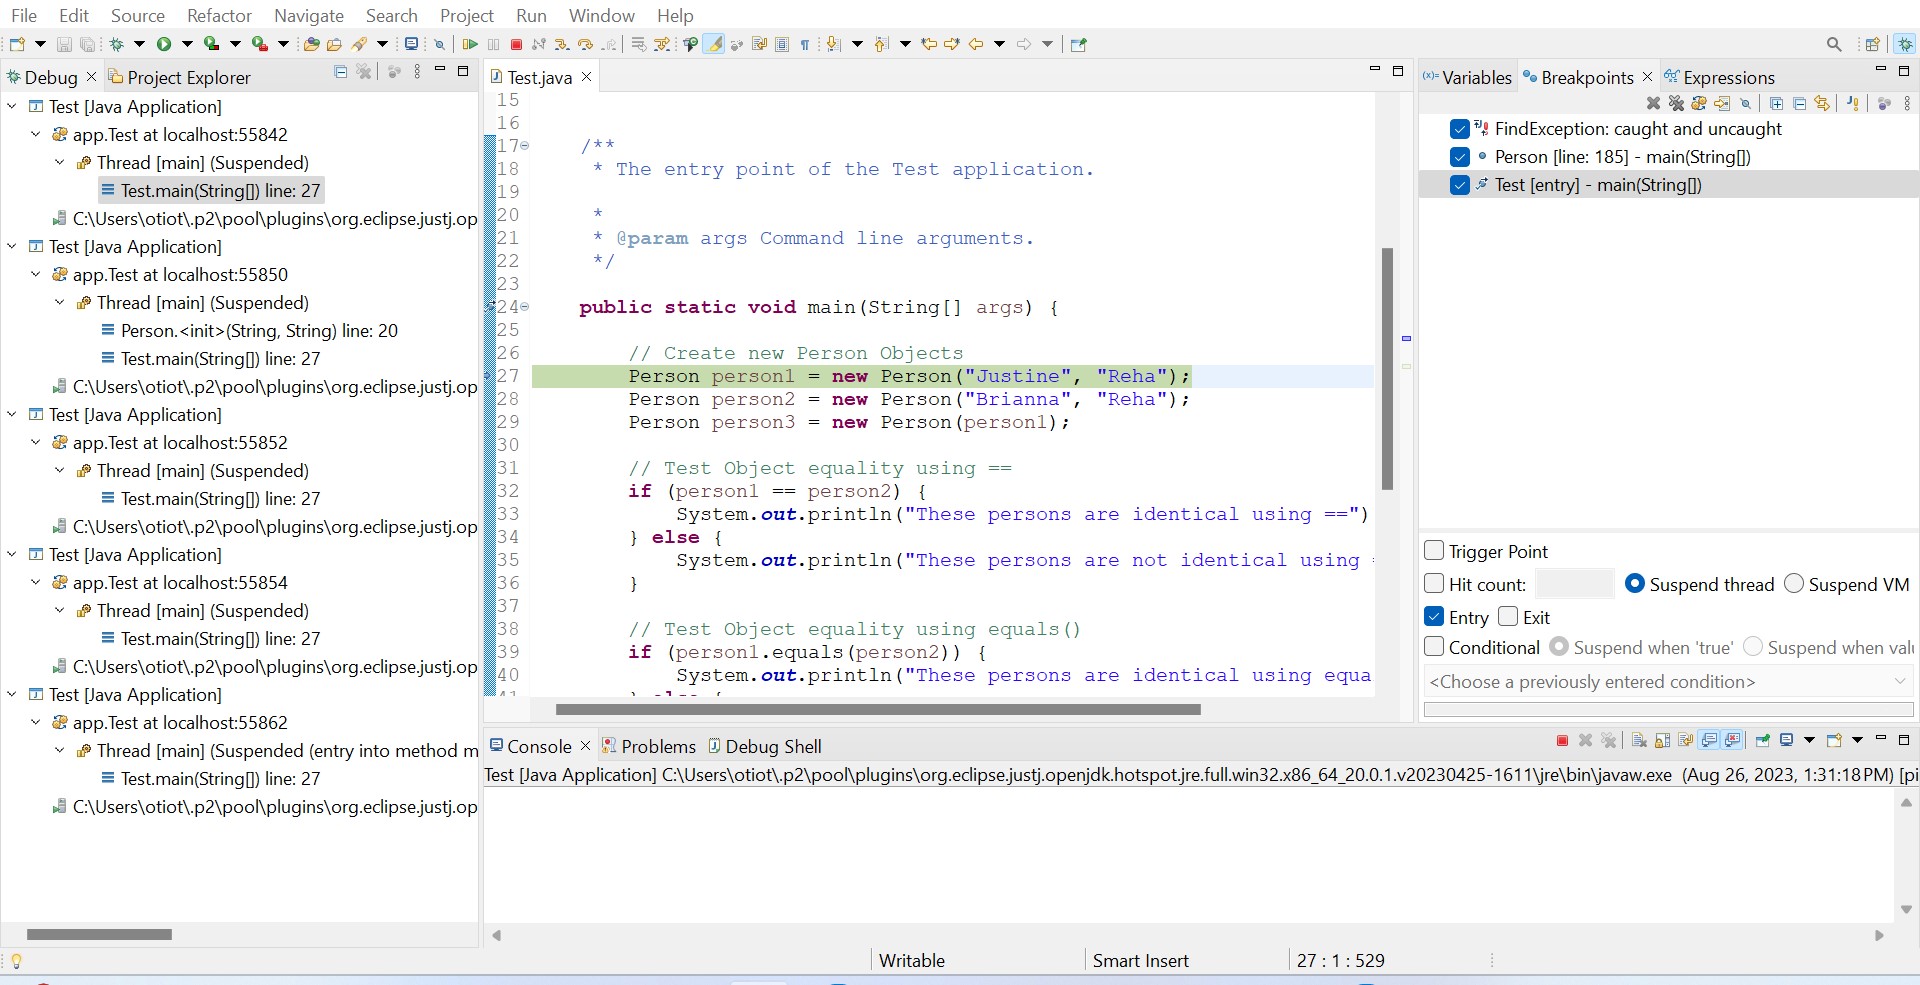 File Edit Source Refactor Navigate Search Project Run Window Help
Debug Project Explorer
Test [Java Application]
app.Test at localhost:55842
Thread [main] (Suspended)
Test.main(String[]) line: 27
C:\Users\otiot\.p2\pool\plugins\org.eclipse.justj.op
Test [Java Application]
app.Test at localhost:55850
Thread [main] (Suspended)
Person.<init>(String, String) line: 20
Test.main(String[]) line: 27
C:\Users\otiot\.p2\pool\plugins\org.eclipse.justj.op
Test [Java Application]
app.Test at localhost:55852
Thread [main] (Suspended)
Test.main(String[]) line: 27
C:\Users\otiot\.p2\pool\plugins\org.eclipse.justj.op
Test [Java Application]
app.Test at localhost:55854
Thread [main] (Suspended)
Test.main(String[]) line: 27
C:\Users\otiot\.p2\pool\plugins\org.eclipse.justj.op
Test [Java Application]
app.Test at localhost:55862
Thread [main] (Suspended (entry into method m
Test.main(String[]) line: 27
C:\Users\otiot\.p2\pool\plugins\org.eclipse.justj.op
Test.java
15
16
17 /**
18 * The entry point of the Test application.
19
20 *
21 * @param args Command line arguments.
22 */
23
24 public static void main(String[] args) {
25
26 // Create new Person Objects
27 Person person1 = new Person("Justine", "Reha");
28 Person person2 = new Person("Brianna", "Reha");
29 Person person3 = new Person(person1);
30
31 // Test Object equality using ==
32 if (person1 == person2) {
33 System.out.println("These persons are identical using ==")
34 } else {
35 System.out.println("These persons are not identical using
36 }
37
38 // Test Object equality using equals()
39 if (person1.equals(person2)) {
40 System.out.println("These persons are identical using equa
41 } else {
(x)= Variables Breakpoints Expressions
FindException: caught and uncaught
Person [line: 185] - main(String[])
Test [entry] - main(String[])
Trigger Point
Hit count: Suspend thread Suspend VM
Entry Exit
Conditional Suspend when 'true' Suspend when valu
<Choose a previously entered condition>
Console Problems Debug Shell
Test [Java Application] C:\Users\otiot\.p2\pool\plugins\org.eclipse.justj.openjdk.hotspot.jre.full.win32.x86_64_20.0.1.v20230425-1611\jre\bin\javaw.exe (Aug 26, 2023, 1:31:18 PM) [pi
Writable Smart Insert 27 : 1 : 529